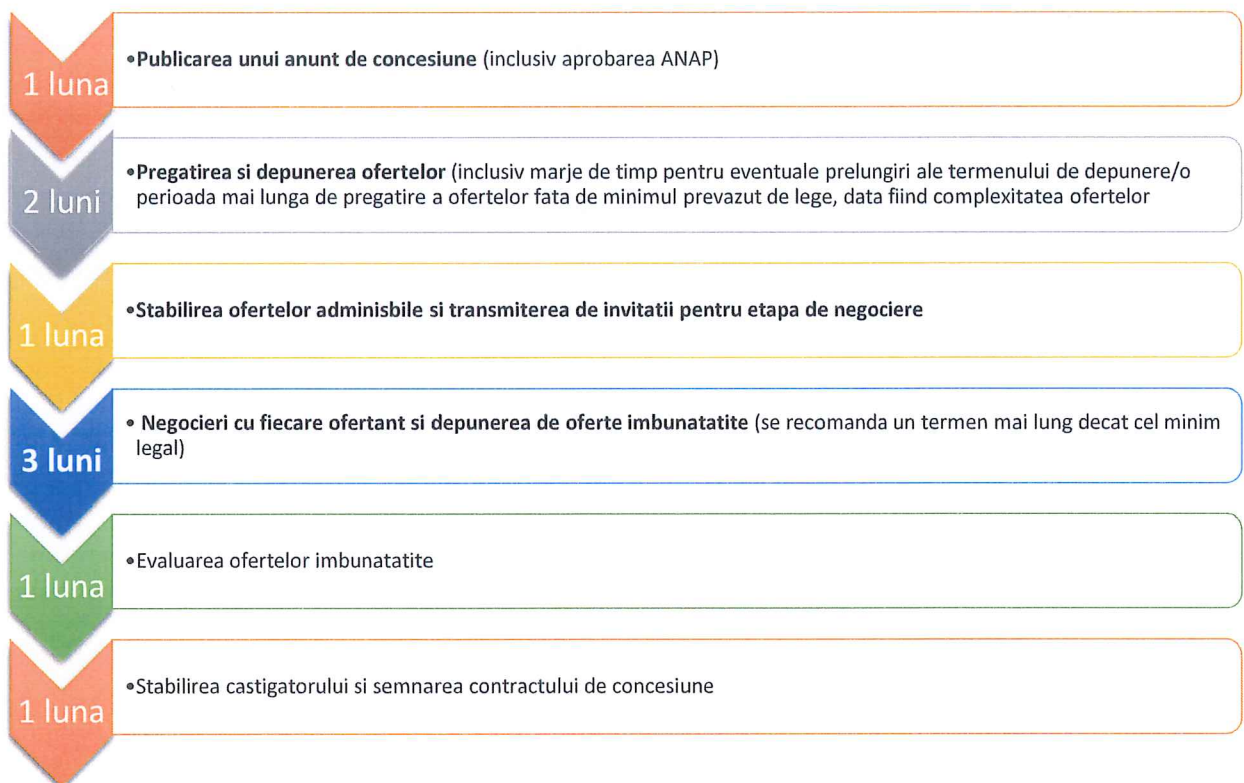 1 luna
•Publicarea unui anunt de concesiune (inclusiv aprobarea ANAP)
2 luni
•Pregatirea si depunerea ofertelor (inclusiv marje de timp pentru eventuale prelungiri ale termenului de depunere/o
perioada mai lunga de pregatire a ofertelor fata de minimul prevazut de lege, data fiind complexitatea ofertelor
1 luna
•Stabilirea ofertelor adminisbile si transmiterea de invitatii pentru etapa de negociere
3 luni
• Negocieri cu fiecare ofertant si depunerea de oferte imbunatatite (se recomanda un termen mai lung decat cel minim
legal)
1 luna
•Evaluarea ofertelor imbunatatite
1 luna
•Stabilirea castigatorului si semnarea contractului de concesiune